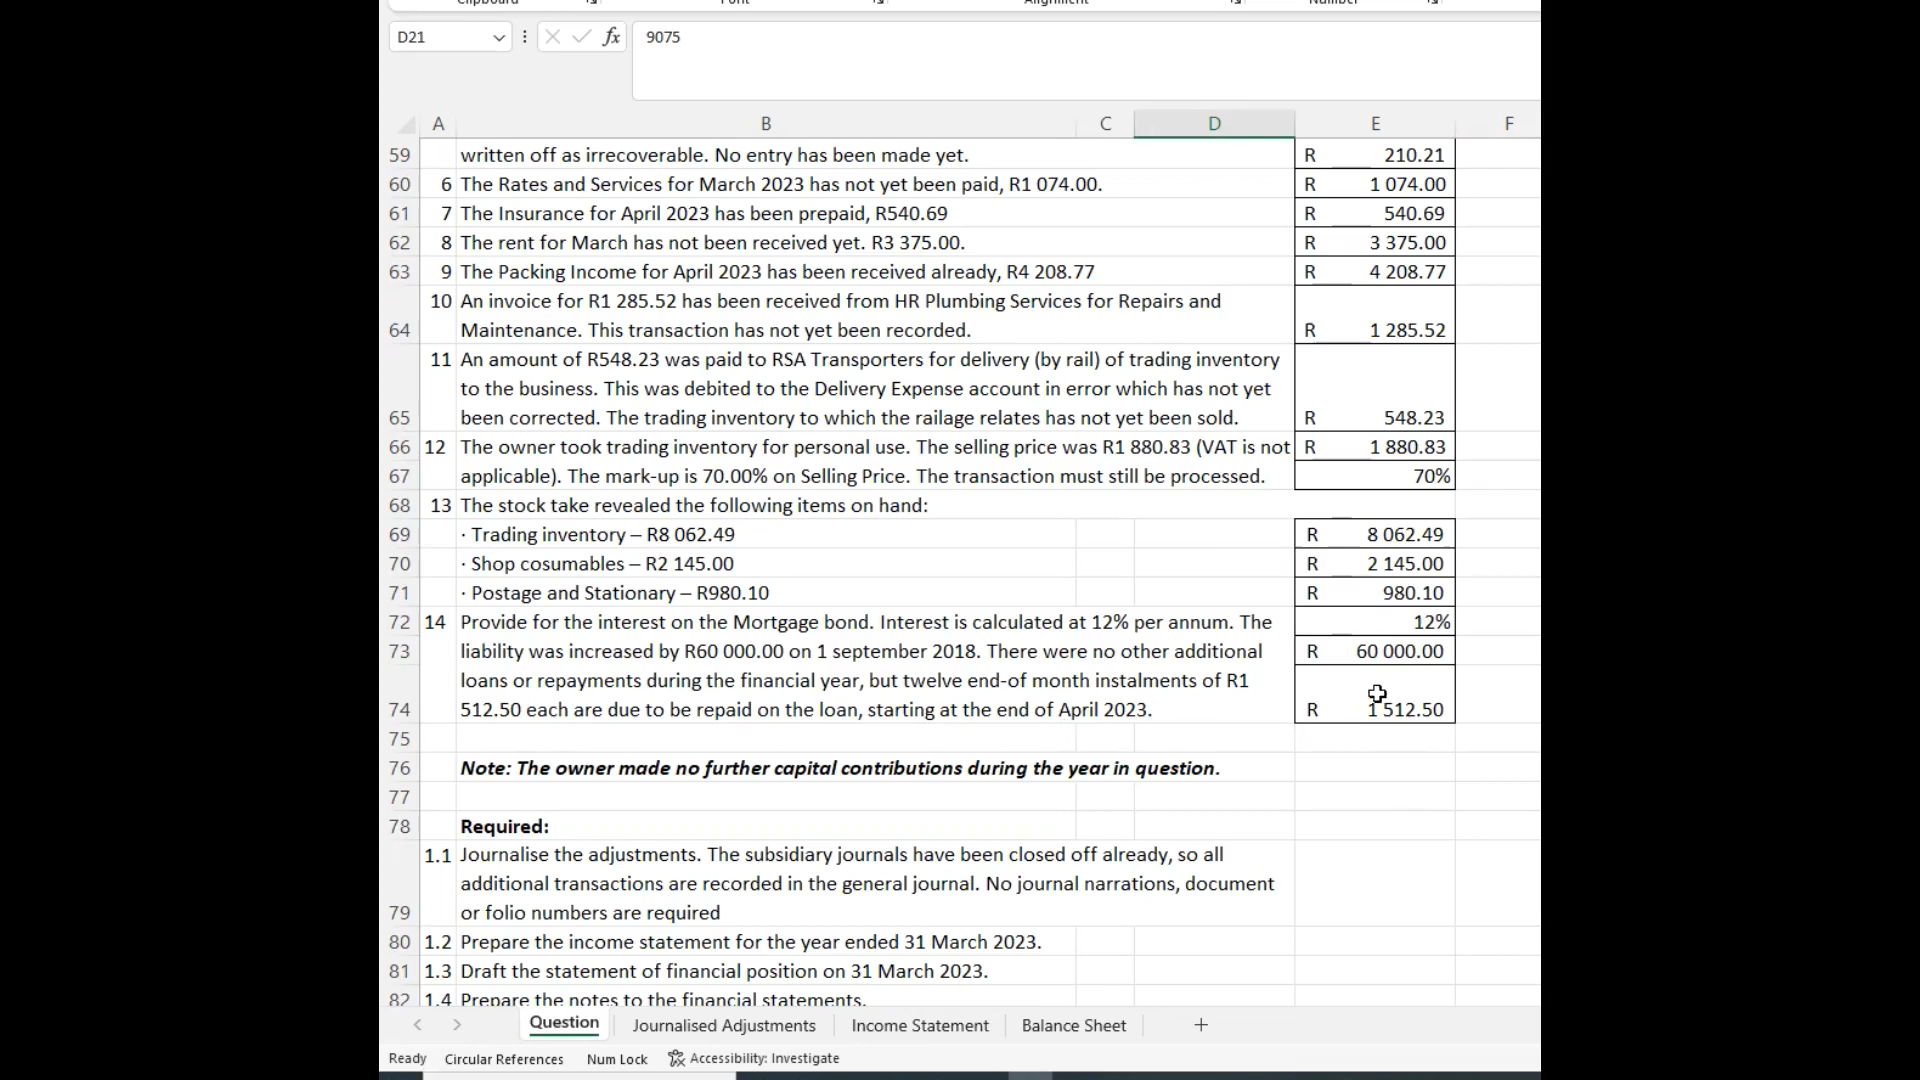 Clipboard Font Alignment Number
D21 fx 9075
A B C D E F
59 written off as irrecoverable. No entry has been made yet. R 210.21
60 6 The Rates and Services for March 2023 has not yet been paid, R1 074.00. R 1 074.00
61 7 The Insurance for April 2023 has been prepaid, R540.69 R 540.69
62 8 The rent for March has not been received yet. R3 375.00. R 3 375.00
63 9 The Packing Income for April 2023 has been received already, R4 208.77 R 4 208.77
10 An invoice for R1 285.52 has been received from HR Plumbing Services for Repairs and
64 Maintenance. This transaction has not yet been recorded. R 1 285.52
11 An amount of R548.23 was paid to RSA Transporters for delivery (by rail) of trading inventory
to the business. This was debited to the Delivery Expense account in error which has not yet
65 been corrected. The trading inventory to which the railage relates has not yet been sold. R 548.23
66 12 The owner took trading inventory for personal use. The selling price was R1 880.83 (VAT is not R 1 880.83
67 applicable). The mark-up is 70.00% on Selling Price. The transaction must still be processed. 70%
68 13 The stock take revealed the following items on hand:
69 · Trading inventory – R8 062.49 R 8 062.49
70 · Shop cosumables – R2 145.00 R 2 145.00
71 · Postage and Stationary – R980.10 R 980.10
72 14 Provide for the interest on the Mortgage bond. Interest is calculated at 12% per annum. The 12%
73 liability was increased by R60 000.00 on 1 september 2018. There were no other additional R 60 000.00
loans or repayments during the financial year, but twelve end-of month instalments of R1
74 512.50 each are due to be repaid on the loan, starting at the end of April 2023. R 1 512.50
75
76 Note: The owner made no further capital contributions during the year in question.
77
78 Required:
1.1 Journalise the adjustments. The subsidiary journals have been closed off already, so all
additional transactions are recorded in the general journal. No journal narrations, document
79 or folio numbers are required
80 1.2 Prepare the income statement for the year ended 31 March 2023.
81 1.3 Draft the statement of financial position on 31 March 2023.
82 1.4 Prepare the notes to the financial statements.
Question Journalised Adjustments Income Statement Balance Sheet
Ready Circular References Num Lock Accessibility: Investigate